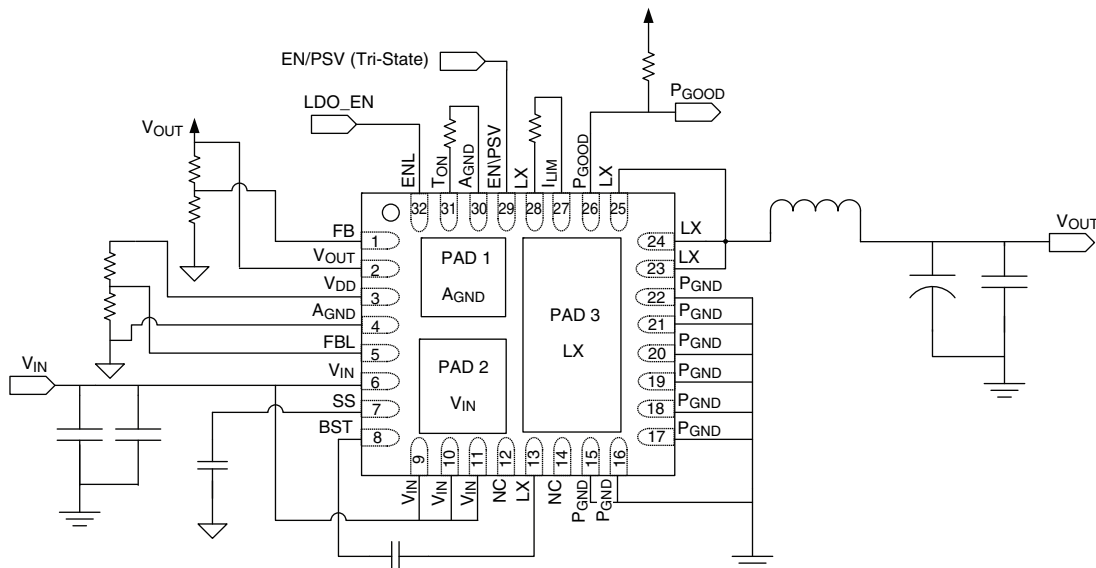 EN/PSV (Tri-State)
LDO_EN
PGOOD
VOUT
ENL
TON
AGND
EN\PSV
LX
ILIM
PGOOD
LX
32
31
30
29
28
27
26
25
FB
1
VOUT
2
VDD
3
AGND
4
FBL
5
VIN
VIN
6
SS
7
BST
8
PAD 1
AGND
PAD 2
VIN
PAD 3
LX
24
LX
23
LX
22
PGND
21
PGND
20
PGND
19
PGND
18
PGND
17
PGND
VOUT
9
10
11
12
13
14
15
16
VIN
VIN
VIN
NC
LX
NC
PGND
PGND